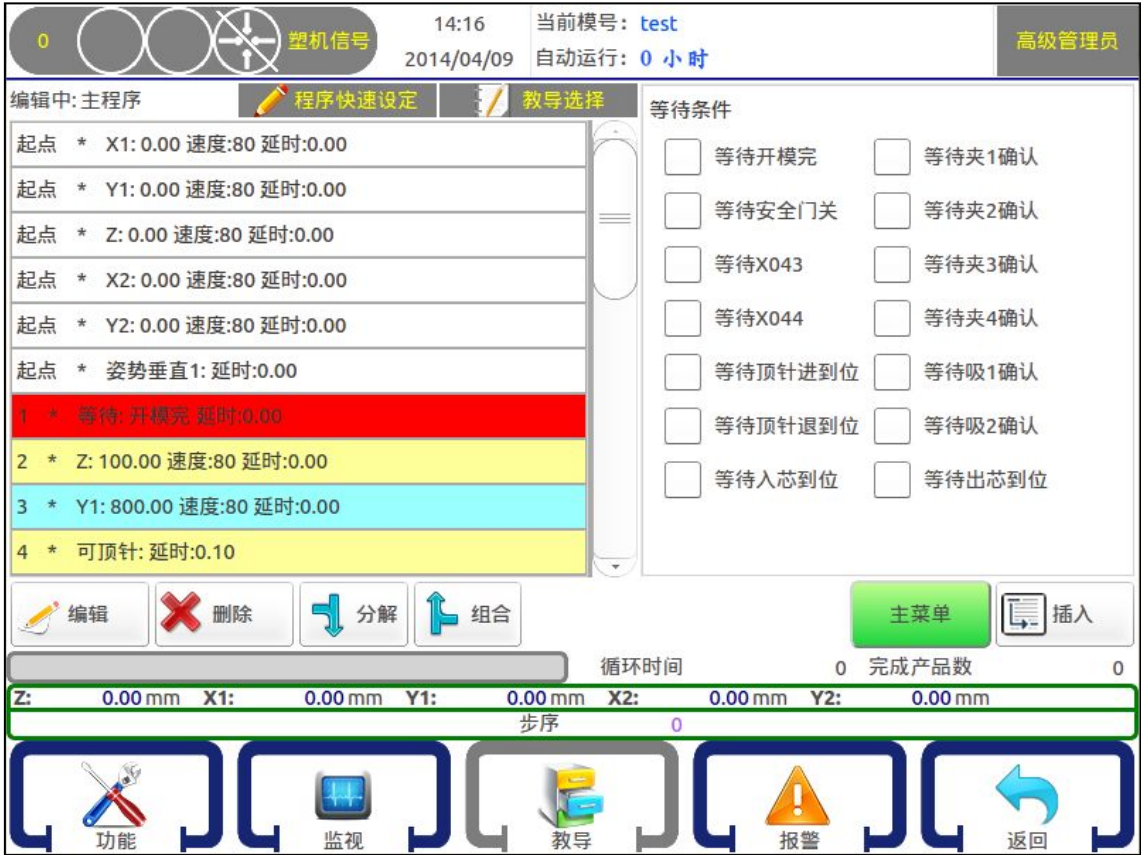 0 塑机信号 14:16 当前模号: test 高级管理员
2014/04/09 自动运行: 0 小时
编辑中: 主程序 程序快速设定 教导选择
起点 * X1: 0.00 速度:80 延时:0.00
起点 * Y1: 0.00 速度:80 延时:0.00
起点 * Z: 0.00 速度:80 延时:0.00
起点 * X2: 0.00 速度:80 延时:0.00
起点 * Y2: 0.00 速度:80 延时:0.00
起点 * 姿势垂直1: 延时:0.00
1 * 等待: 开模完 延时:0.00
2 * Z: 100.00 速度:80 延时:0.00
3 * Y1: 800.00 速度:80 延时:0.00
4 * 可顶针: 延时:0.10
等待条件
等待开模完 等待夹1确认
等待安全门关 等待夹2确认
等待X043 等待夹3确认
等待X044 等待夹4确认
等待顶针进到位 等待吸1确认
等待顶针退到位 等待吸2确认
等待入芯到位 等待出芯到位
编辑 删除 分解 组合 主菜单 插入
循环时间 0 完成产品数 0
Z: 0.00 mm X1: 0.00 mm Y1: 0.00 mm X2: 0.00 mm Y2: 0.00 mm
步序 0
功能 监视 教导 报警 返回